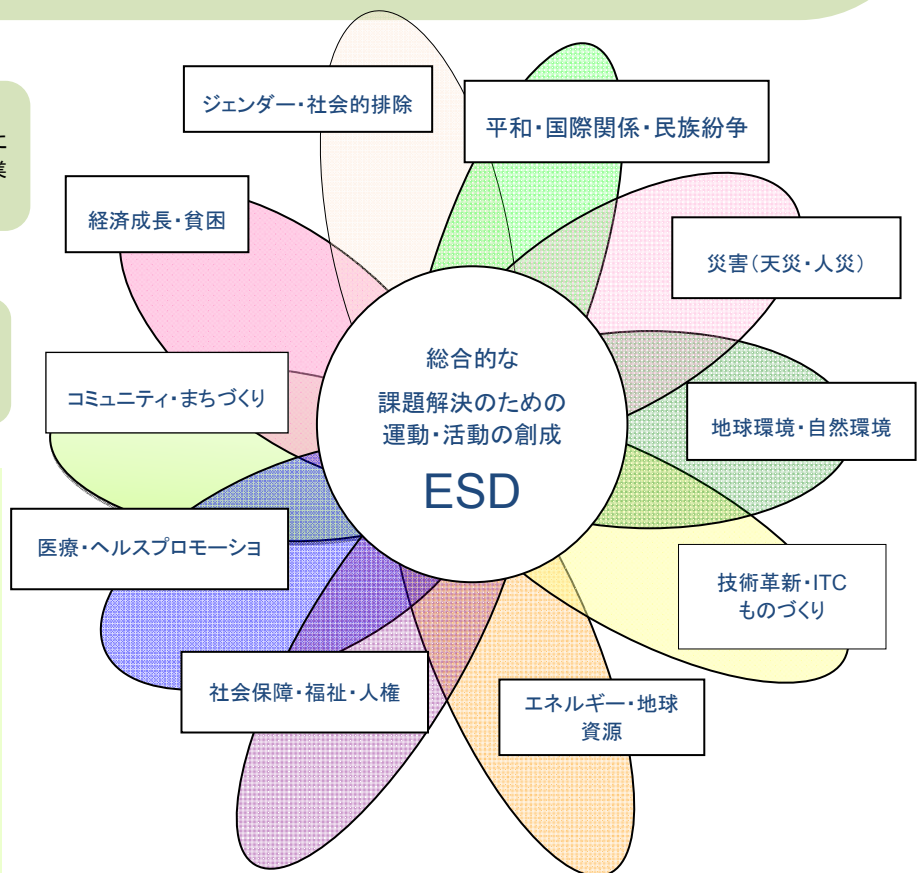 ジェンダー・社会的排除
平和・国際関係・民族紛争
経済成長・貧困
災害(天災・人災)
総合的な
課題解決のための
運動・活動の創成
ESD
コミュニティ・まちづくり
地球環境・自然環境
医療・ヘルスプロモーショ
技術革新・ITC
ものづくり
社会保障・福祉・人権
エネルギー・地球
資源